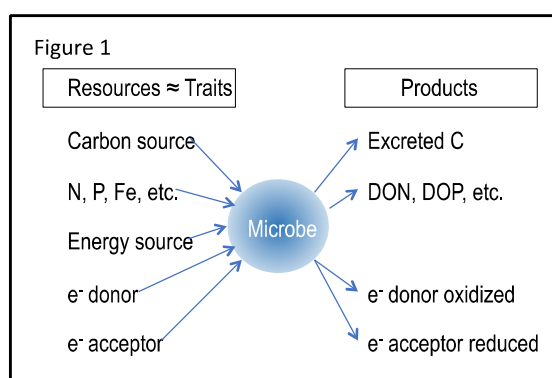 Figure 1
Resources ≈ Traits
Products
Carbon source
Excreted C
N, P, Fe, etc.
DON, DOP, etc.
Microbe
Energy source
e⁻ donor
e⁻ donor oxidized
e⁻ acceptor
e⁻ acceptor reduced